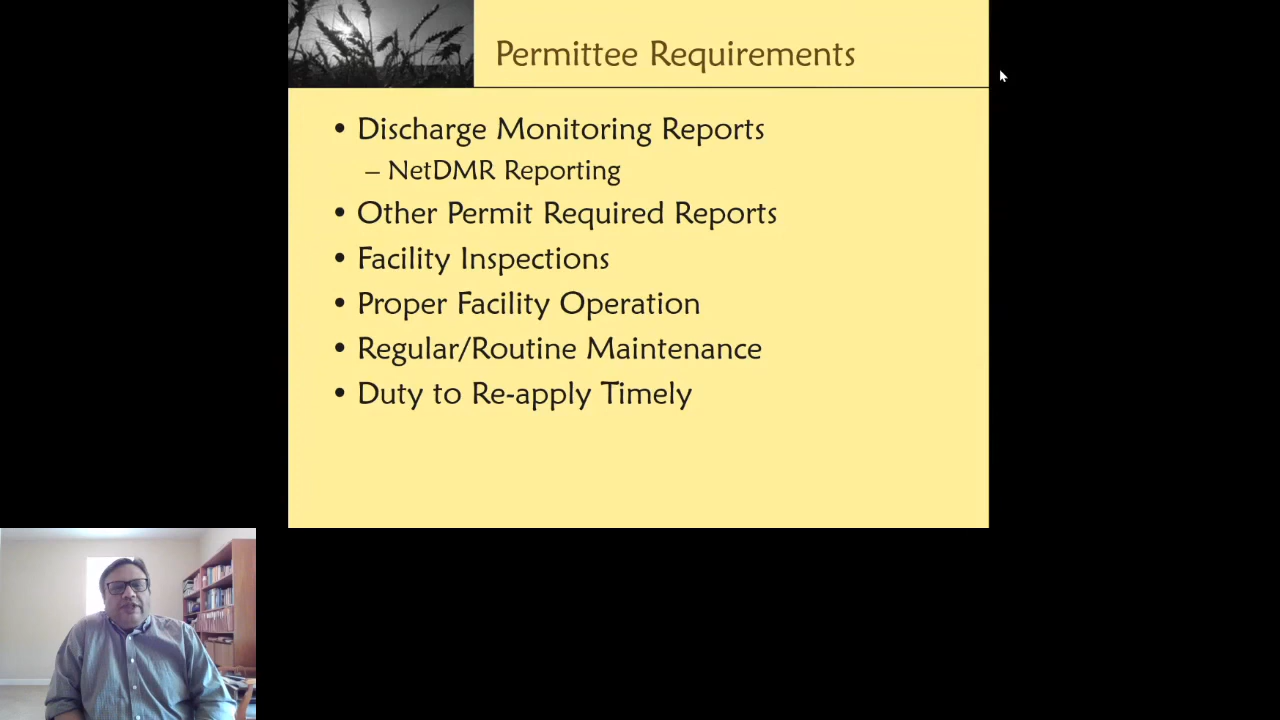 Permittee Requirements
• Discharge Monitoring Reports
– NetDMR Reporting
• Other Permit Required Reports
• Facility Inspections
• Proper Facility Operation
• Regular/Routine Maintenance
• Duty to Re-apply Timely